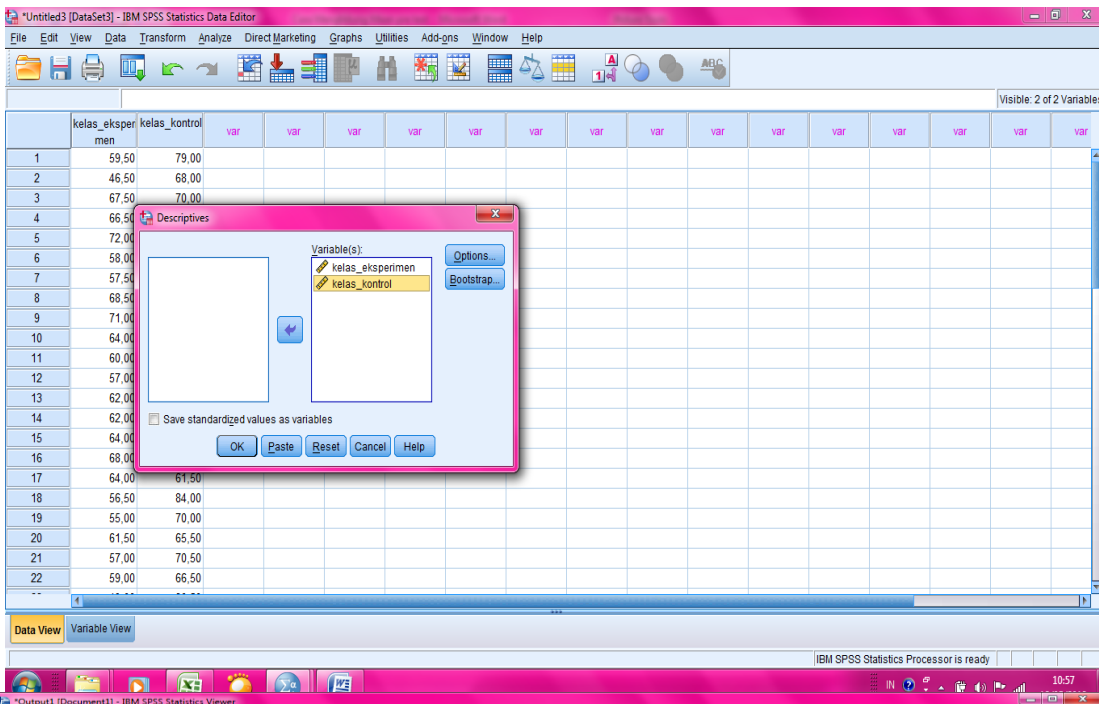 *Untitled3 [DataSet3] - IBM SPSS Statistics Data Editor
File Edit View Data Transform Analyze Direct Marketing Graphs Utilities Add-ons Window Help
Visible: 2 of 2 Variables
kelas_eksperimen kelas_kontrol var var var var var var var var var var var var var var var
1 59,50 79,00
2 46,50 68,00
3 67,50 70,00
4 66,50
5 72,00
6 58,00
7 57,50
8 68,50
9 71,00
10 64,00
11 60,00
12 57,00
13 62,00
14 62,00
15 64,00
16 68,00
17 64,00 61,50
18 56,50 84,00
19 55,00 70,00
20 61,50 65,50
21 57,00 70,50
22 59,00 66,50
Descriptives
Variable(s):
kelas_eksperimen
kelas_kontrol
Options...
Bootstrap...
Save standardized values as variables
OK Paste Reset Cancel Help
Data View Variable View
IBM SPSS Statistics Processor is ready
IN 10:57
*Output1 [Document1] - IBM SPSS Statistics Viewer